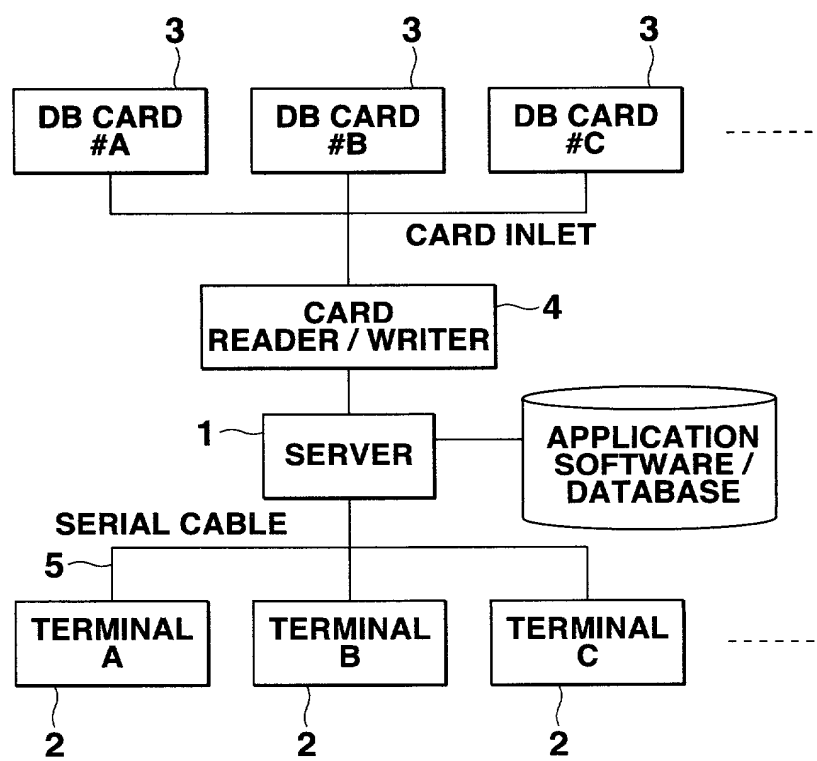 3 3 3
DB CARD DB CARD DB CARD
#A #B #C
CARD INLET
CARD 4
READER / WRITER
1
SERVER
APPLICATION
SOFTWARE /
DATABASE
SERIAL CABLE
5
TERMINAL TERMINAL TERMINAL
A B C
2 2 2